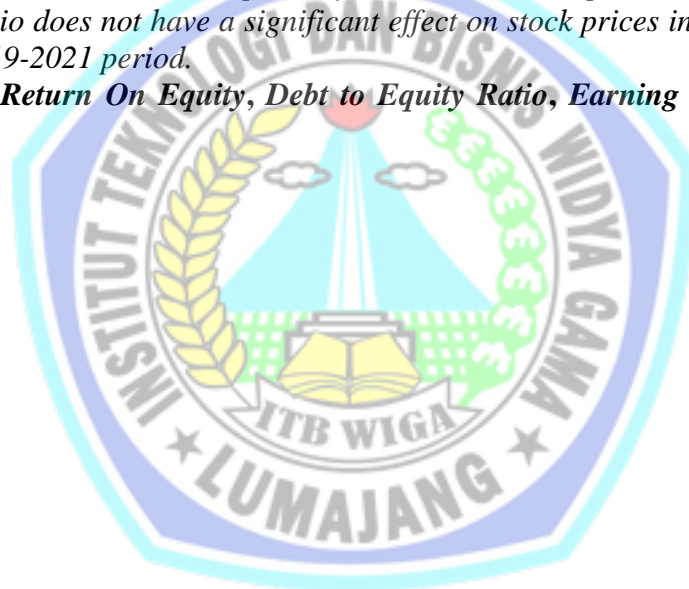 io does not have a significant effect on stock prices in
9-2021 period.
Return On Equity, Debt to Equity Ratio, Earning
INSTITUT TEKNOLOGI DAN BISNIS WIDYA GAMA
ITB WIGA
LUMAJANG